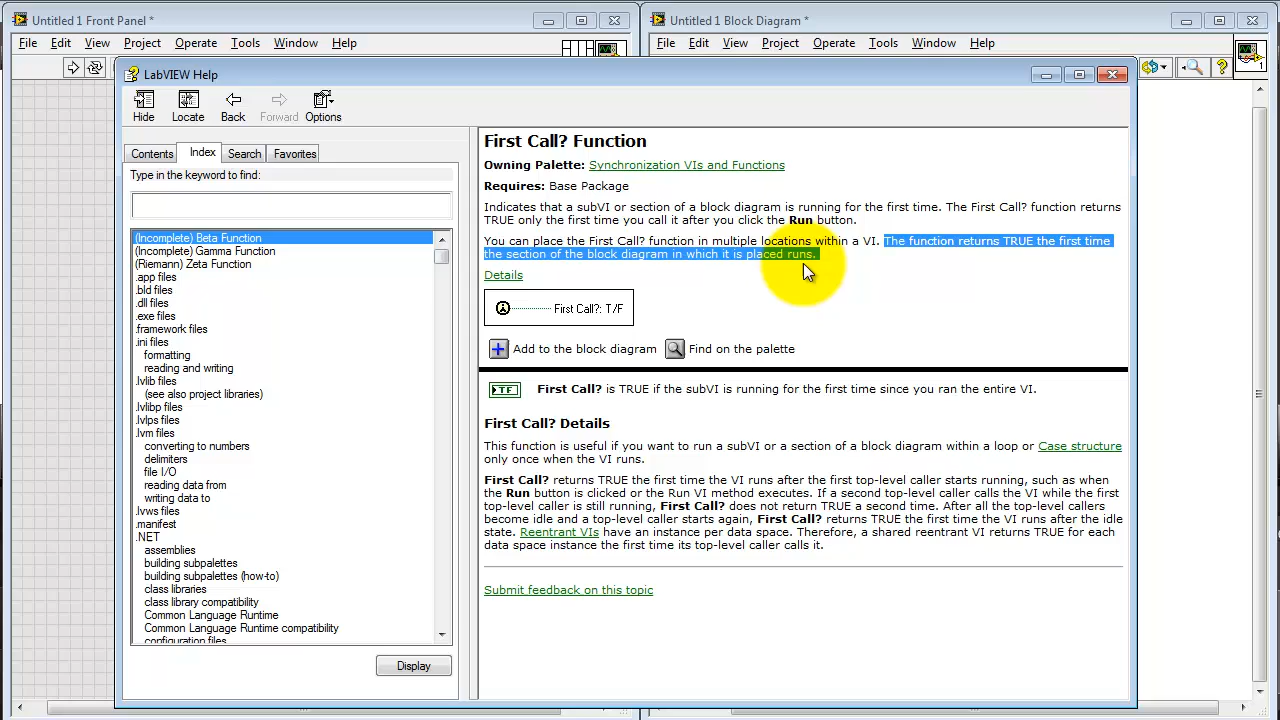 Untitled 1 Front Panel *
Untitled 1 Block Diagram *
File Edit View Project Operate Tools Window Help
File Edit View Project Operate Tools Window Help
LabVIEW Help
Hide Locate Back Forward Options
Contents Index Search Favorites
Type in the keyword to find:
(Incomplete) Beta Function
(Incomplete) Gamma Function
(Riemann) Zeta Function
.app files
.bld files
.dll files
.exe files
.framework files
.ini files
formatting
reading and writing
.lvlib files
(see also project libraries)
.lvlibp files
.lvlps files
.lvm files
converting to numbers
delimiters
file I/O
reading data from
writing data to
.lvws files
.manifest
.NET
assemblies
building subpalettes
building subpalettes (how-to)
class libraries
class library compatibility
Common Language Runtime
Common Language Runtime compatibility
configuration files
Display
First Call? Function
Owning Palette: Synchronization VIs and Functions
Requires: Base Package
Indicates that a subVI or section of a block diagram is running for the first time. The First Call? function returns
TRUE only the first time you call it after you click the Run button.
You can place the First Call? function in multiple locations within a VI. The function returns TRUE the first time
the section of the block diagram in which it is placed runs.
Details
First Call?: T/F
Add to the block diagram Find on the palette
TF First Call? is TRUE if the subVI is running for the first time since you ran the entire VI.
First Call? Details
This function is useful if you want to run a subVI or a section of a block diagram within a loop or Case structure
only once when the VI runs.
First Call? returns TRUE the first time the VI runs after the first top-level caller starts running, such as when
the Run button is clicked or the Run VI method executes. If a second top-level caller calls the VI while the first
top-level caller is still running, First Call? does not return TRUE a second time. After all the top-level callers
become idle and a top-level caller starts again, First Call? returns TRUE the first time the VI runs after the idle
state. Reentrant VIs have an instance per data space. Therefore, a shared reentrant VI returns TRUE for each
data space instance the first time its top-level caller calls it.
Submit feedback on this topic
1